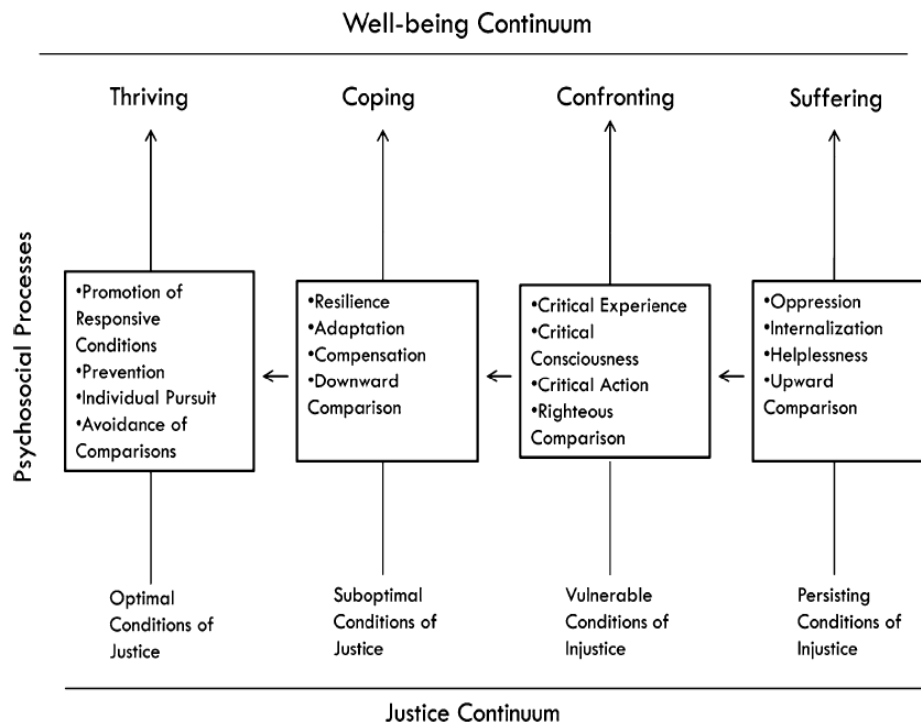 Well-being Continuum
Thriving
Coping
Confronting
Suffering
Psychosocial Processes
•Promotion of
Responsive
Conditions
•Prevention
•Individual Pursuit
•Avoidance of
Comparisons
•Resilience
•Adaptation
•Compensation
•Downward
Comparison
•Critical Experience
•Critical
Consciousness
•Critical Action
•Righteous
Comparison
•Oppression
•Internalization
•Helplessness
•Upward
Comparison
Optimal
Conditions of
Justice
Suboptimal
Conditions of
Justice
Vulnerable
Conditions of
Injustice
Persisting
Conditions of
Injustice
Justice Continuum